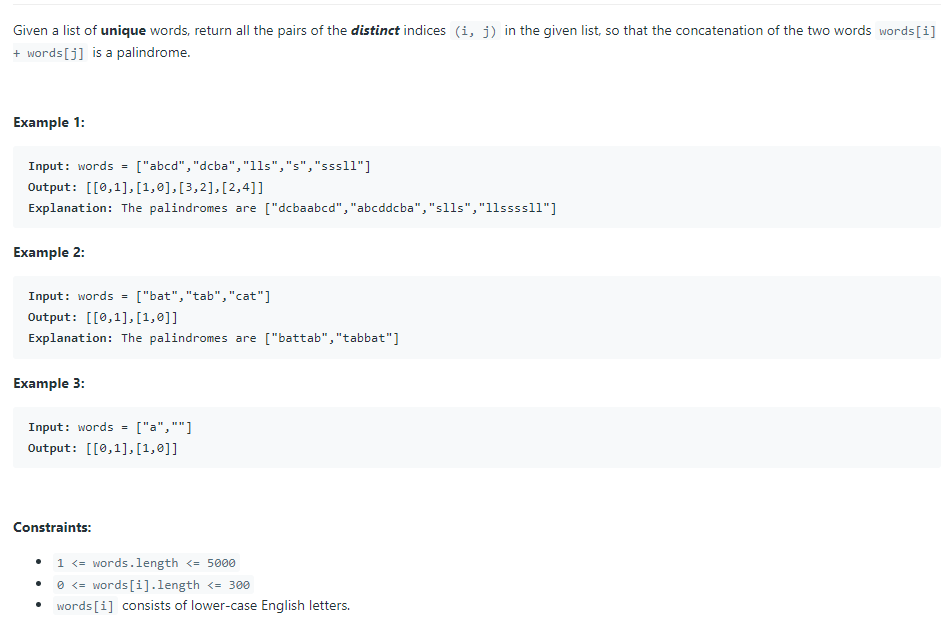 Given a list of unique words, return all the pairs of the distinct indices (i, j) in the given list, so that the concatenation of the two words words[i]
+ words[j] is a palindrome.
Example 1:
Input: words = ["abcd","dcba","lls","s","sssll"]
Output: [[0,1],[1,0],[3,2],[2,4]]
Explanation: The palindromes are ["dcbaabcd","abcddcba","slls","llssssll"]
Example 2:
Input: words = ["bat","tab","cat"]
Output: [[0,1],[1,0]]
Explanation: The palindromes are ["battab","tabbat"]
Example 3:
Input: words = ["a",""]
Output: [[0,1],[1,0]]
Constraints:
• 1 <= words.length <= 5000
• 0 <= words[i].length <= 300
• words[i] consists of lower-case English letters.